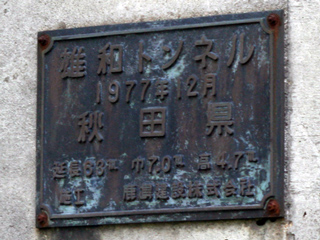 雄和トンネル
1977年12月
秋田県
延長93m 巾7.0m 高4.7m
施工 建設株式会社